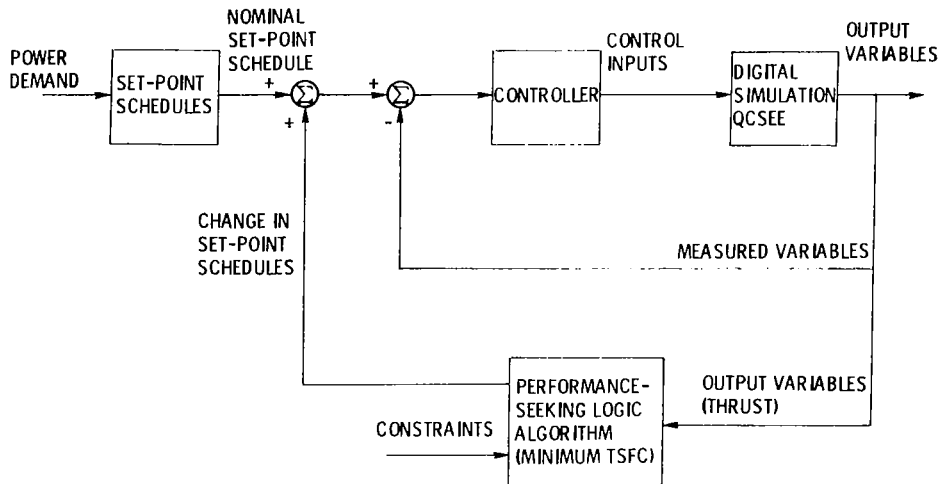 POWER
DEMAND
SET-POINT
SCHEDULES
NOMINAL
SET-POINT
SCHEDULE
+
Σ
+
+
Σ
-
CONTROLLER
CONTROL
INPUTS
DIGITAL
SIMULATION
QCSEE
OUTPUT
VARIABLES
CHANGE IN
SET-POINT
SCHEDULES
MEASURED VARIABLES
CONSTRAINTS
PERFORMANCE-
SEEKING LOGIC
ALGORITHM
(MINIMUM TSFC)
OUTPUT VARIABLES
(THRUST)